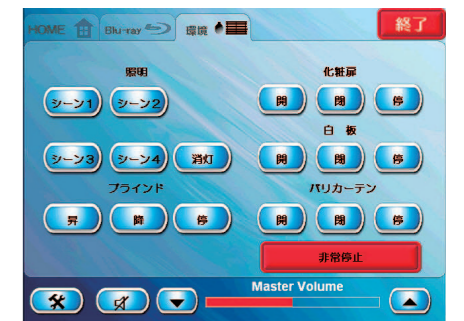 HOME Blu-ray 環境 終了
照明
シーン1 シーン2
シーン3 シーン4 消灯
ブラインド
昇 降 停
化粧扉
開 閉 停
白 板
開 閉 停
バリカーテン
開 閉 停
非常停止
Master Volume